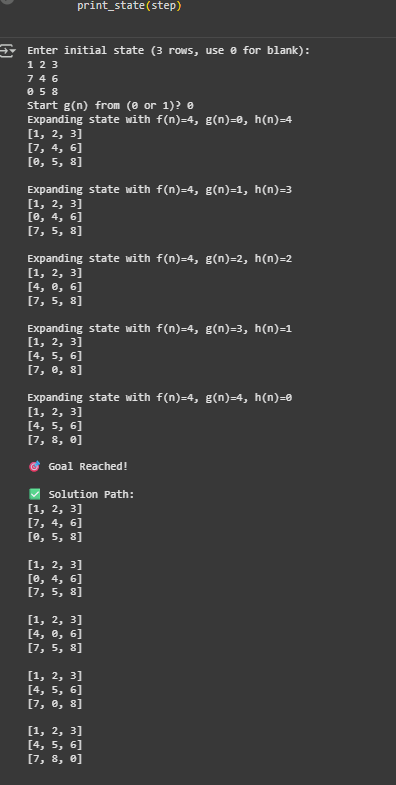 print_state(step)
Enter initial state (3 rows, use 0 for blank):
1 2 3
7 4 6
0 5 8
Start g(n) from (0 or 1)? 0
Expanding state with f(n)=4, g(n)=0, h(n)=4
[1, 2, 3]
[7, 4, 6]
[0, 5, 8]
Expanding state with f(n)=4, g(n)=1, h(n)=3
[1, 2, 3]
[0, 4, 6]
[7, 5, 8]
Expanding state with f(n)=4, g(n)=2, h(n)=2
[1, 2, 3]
[4, 0, 6]
[7, 5, 8]
Expanding state with f(n)=4, g(n)=3, h(n)=1
[1, 2, 3]
[4, 5, 6]
[7, 0, 8]
Expanding state with f(n)=4, g(n)=4, h(n)=0
[1, 2, 3]
[4, 5, 6]
[7, 8, 0]
🎯 Goal Reached!
✅ Solution Path:
[1, 2, 3]
[7, 4, 6]
[0, 5, 8]
[1, 2, 3]
[0, 4, 6]
[7, 5, 8]
[1, 2, 3]
[4, 0, 6]
[7, 5, 8]
[1, 2, 3]
[4, 5, 6]
[7, 0, 8]
[1, 2, 3]
[4, 5, 6]
[7, 8, 0]